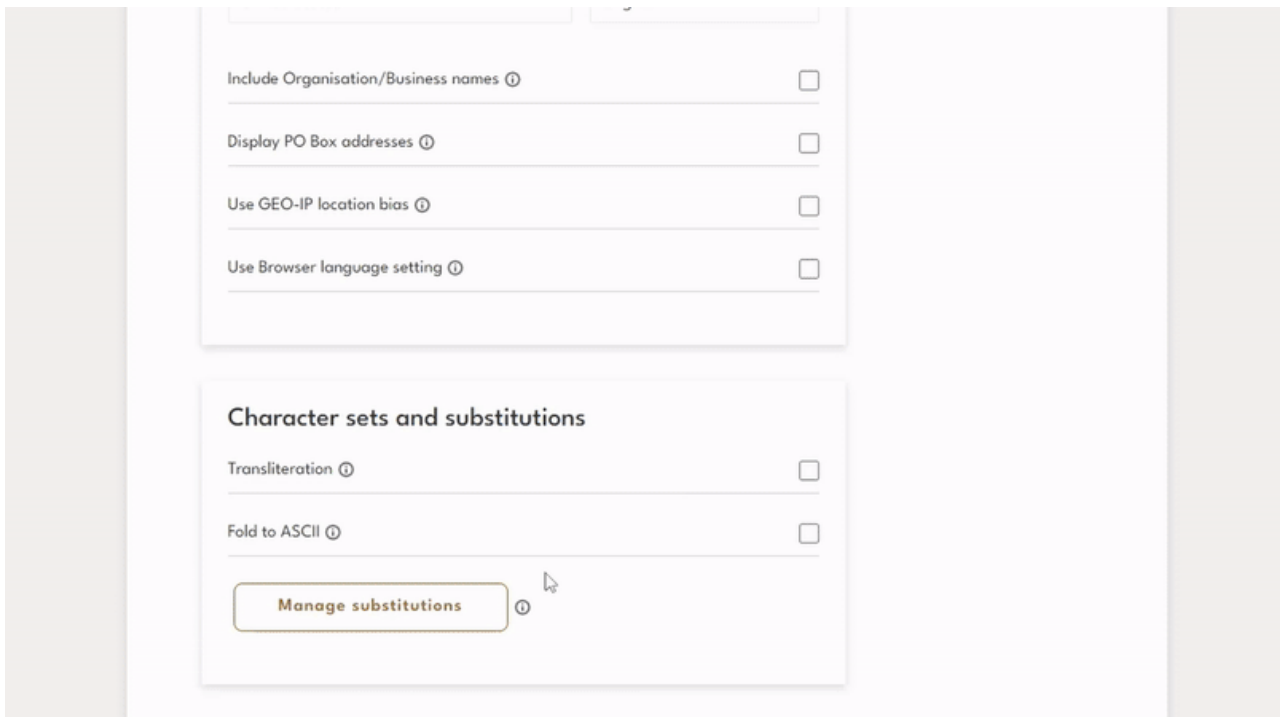 Include Organisation/Business names
Display PO Box addresses
Use GEO-IP location bias
Use Browser language setting
Character sets and substitutions
Transliteration
Fold to ASCII
Manage substitutions